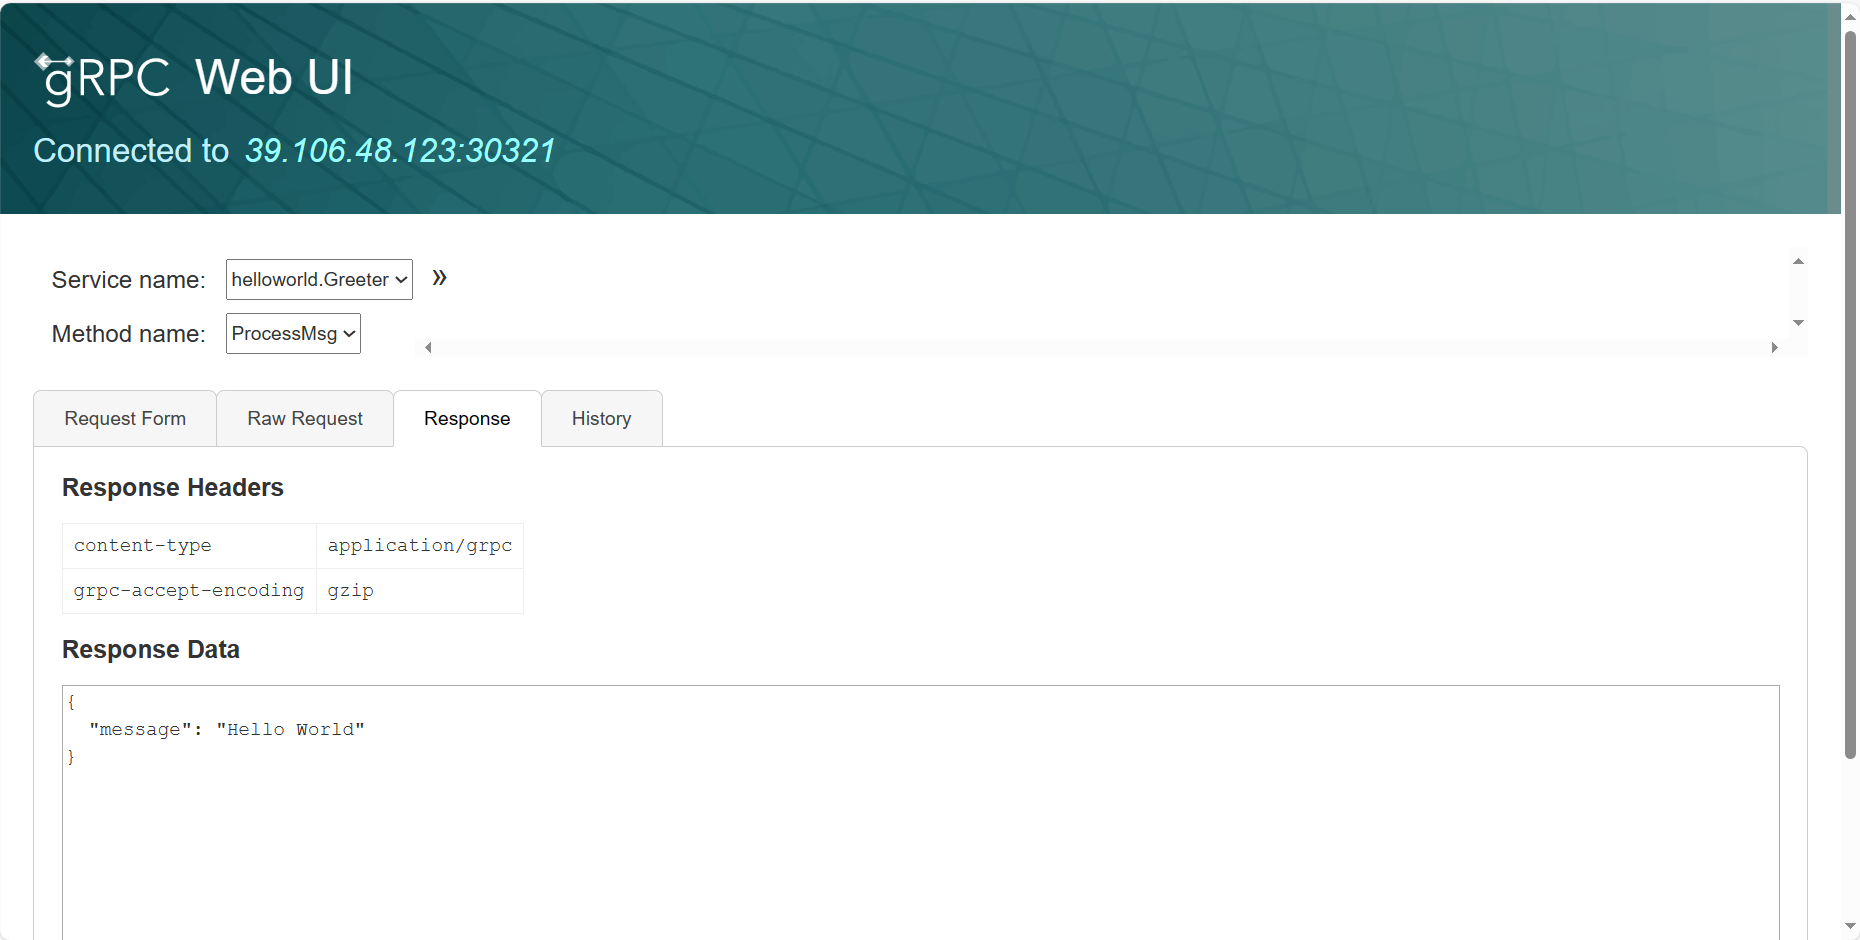 gRPC Web UI
Connected to 39.106.48.123:30321
Service name: helloworld.Greeter »
Method name: ProcessMsg
Request Form Raw Request Response History
Response Headers
content-type application/grpc
grpc-accept-encoding gzip
Response Data
{
"message": "Hello World"
}